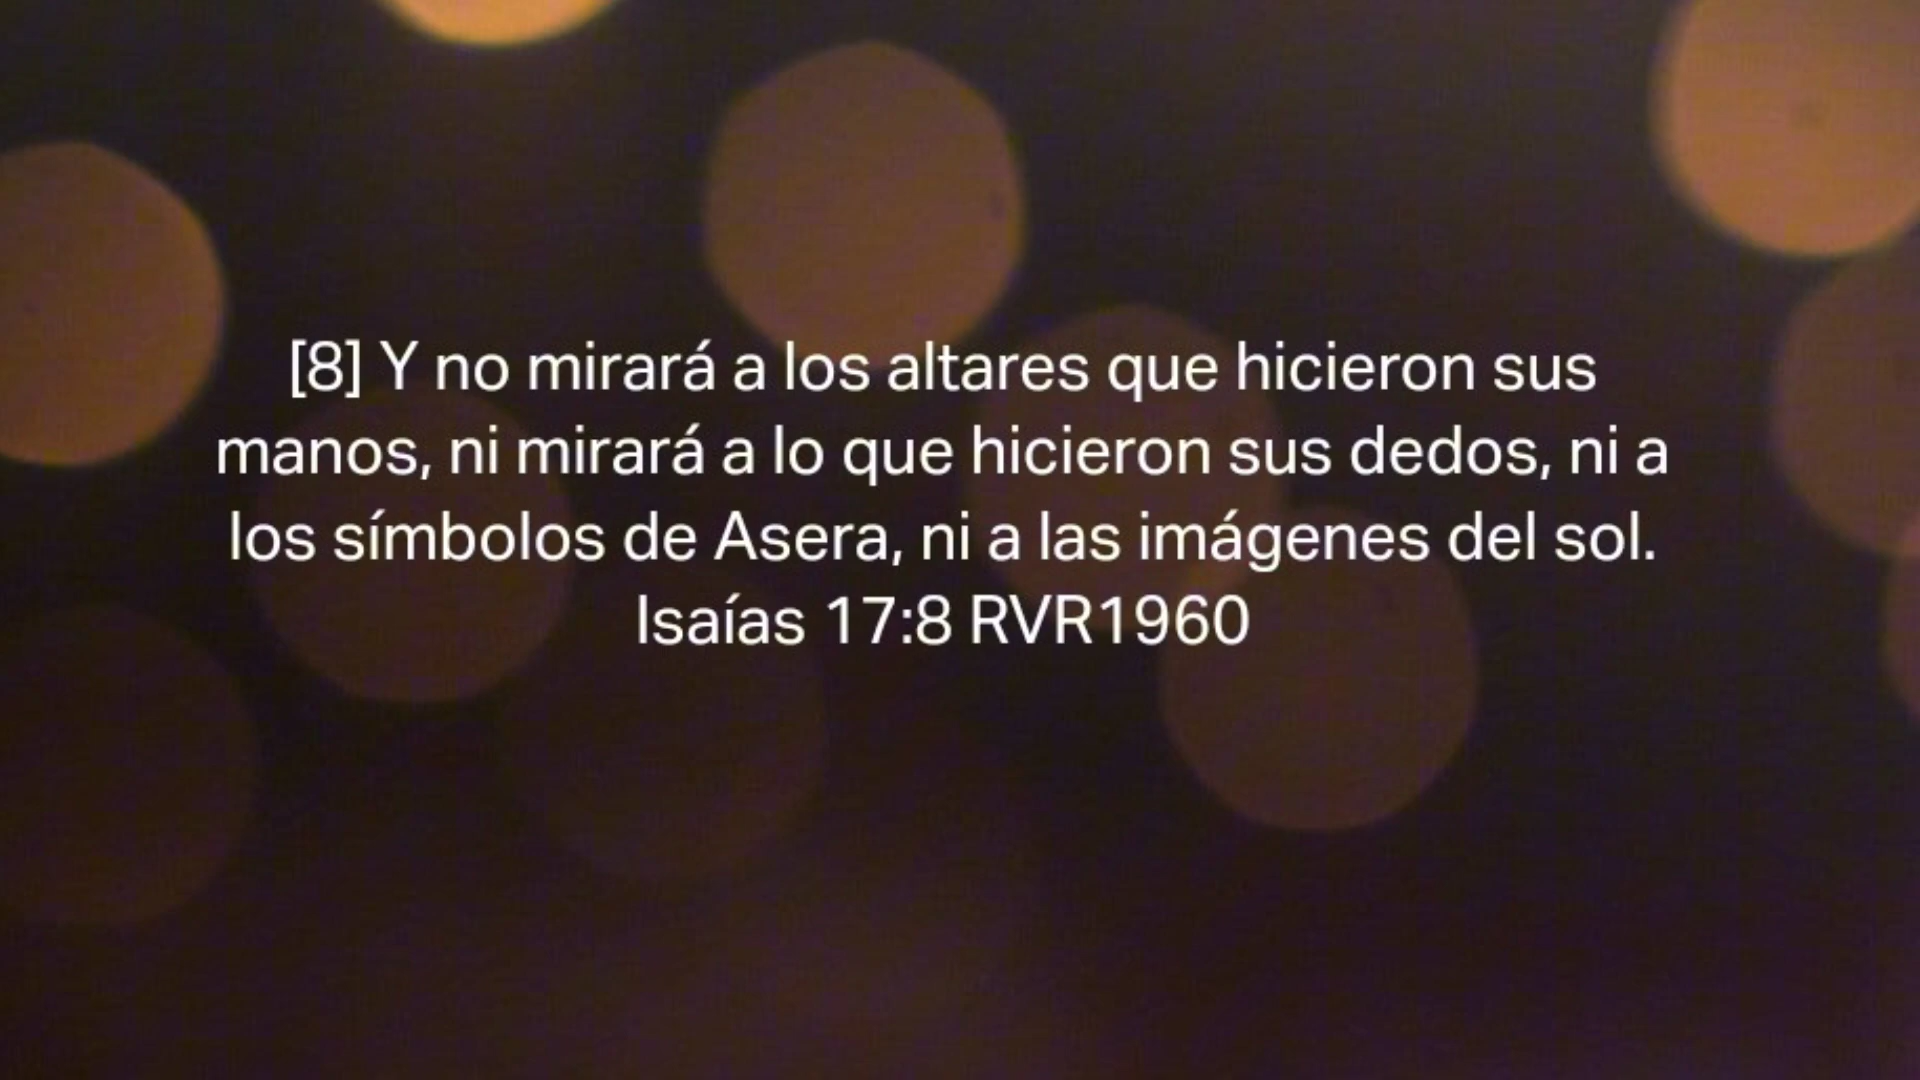 [8] Y no mirará a los altares que hicieron sus
manos, ni mirará a lo que hicieron sus dedos, ni a
los símbolos de Asera, ni a las imágenes del sol.
Isaías 17:8 RVR1960